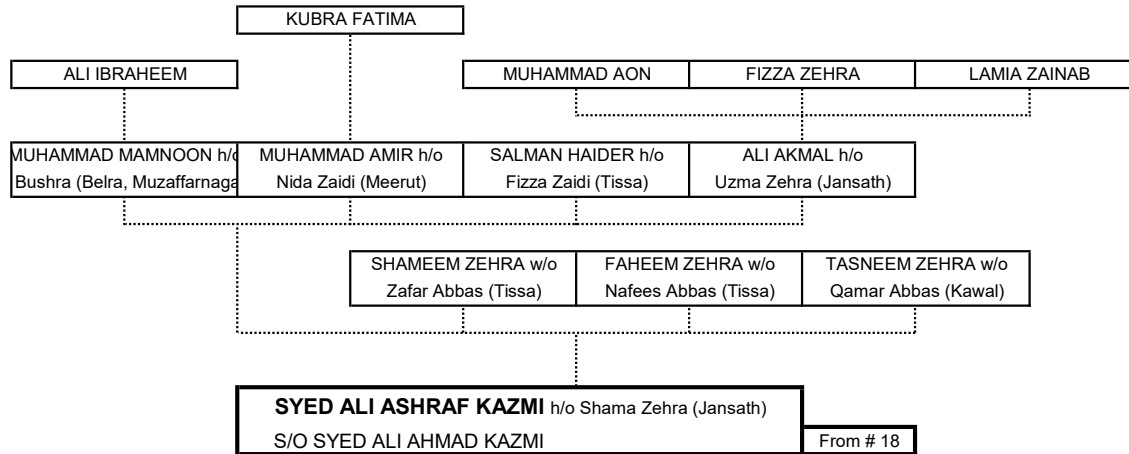 KUBRA FATIMA
ALI IBRAHEEM
MUHAMMAD AON
FIZZA ZEHRA
LAMIA ZAINAB
MUHAMMAD MAMNOON h/o
Bushra (Belra, Muzaffarnaga
MUHAMMAD AMIR h/o
Nida Zaidi (Meerut)
SALMAN HAIDER h/o
Fizza Zaidi (Tissa)
ALI AKMAL h/o
Uzma Zehra (Jansath)
SHAMEEM ZEHRA w/o
Zafar Abbas (Tissa)
FAHEEM ZEHRA w/o
Nafees Abbas (Tissa)
TASNEEM ZEHRA w/o
Qamar Abbas (Kawal)
SYED ALI ASHRAF KAZMI h/o Shama Zehra (Jansath)
S/O SYED ALI AHMAD KAZMI
From # 18